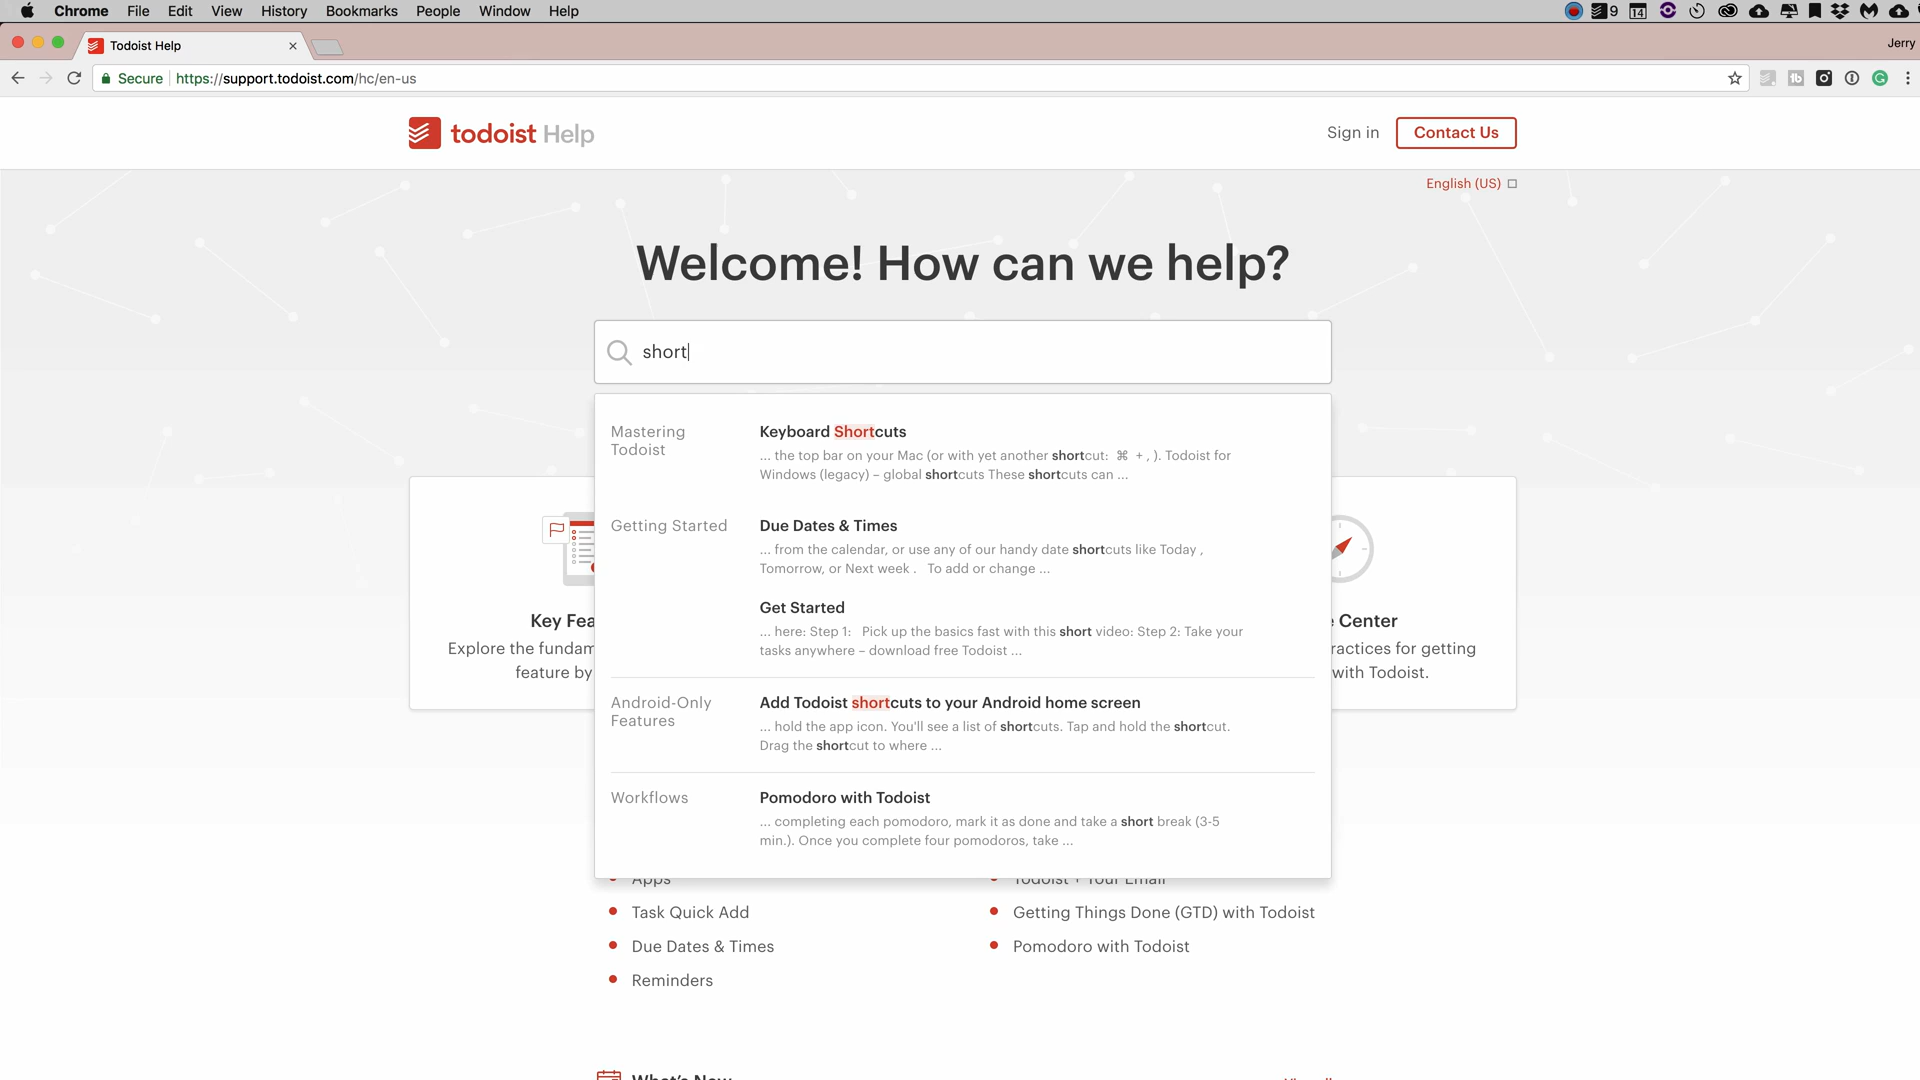 Chrome File Edit View History Bookmarks People Window Help 9 14
Todoist Help
Jerry
Secure https://support.todoist.com/hc/en-us
todoist Help
Sign in Contact Us
English (US)
Welcome! How can we help?
short
Mastering Todoist
Keyboard Shortcuts
... the top bar on your Mac (or with yet another shortcut: ⌘ + , ). Todoist for
Windows (legacy) – global shortcuts These shortcuts can ...
Getting Started
Due Dates & Times
... from the calendar, or use any of our handy date shortcuts like Today ,
Tomorrow, or Next week . To add or change ...
Get Started
... here: Step 1: Pick up the basics fast with this short video: Step 2: Take your
tasks anywhere – download free Todoist ...
Android-Only Features
Add Todoist shortcuts to your Android home screen
... hold the app icon. You'll see a list of shortcuts. Tap and hold the shortcut.
Drag the shortcut to where ...
Workflows
Pomodoro with Todoist
... completing each pomodoro, mark it as done and take a short break (3-5
min.). Once you complete four pomodoros, take ...
Key Fea
Explore the fundam
feature by
Center
ractices for getting
with Todoist.
Apps
Task Quick Add
Due Dates & Times
Reminders
Todoist + Your Email
Getting Things Done (GTD) with Todoist
Pomodoro with Todoist
What's New